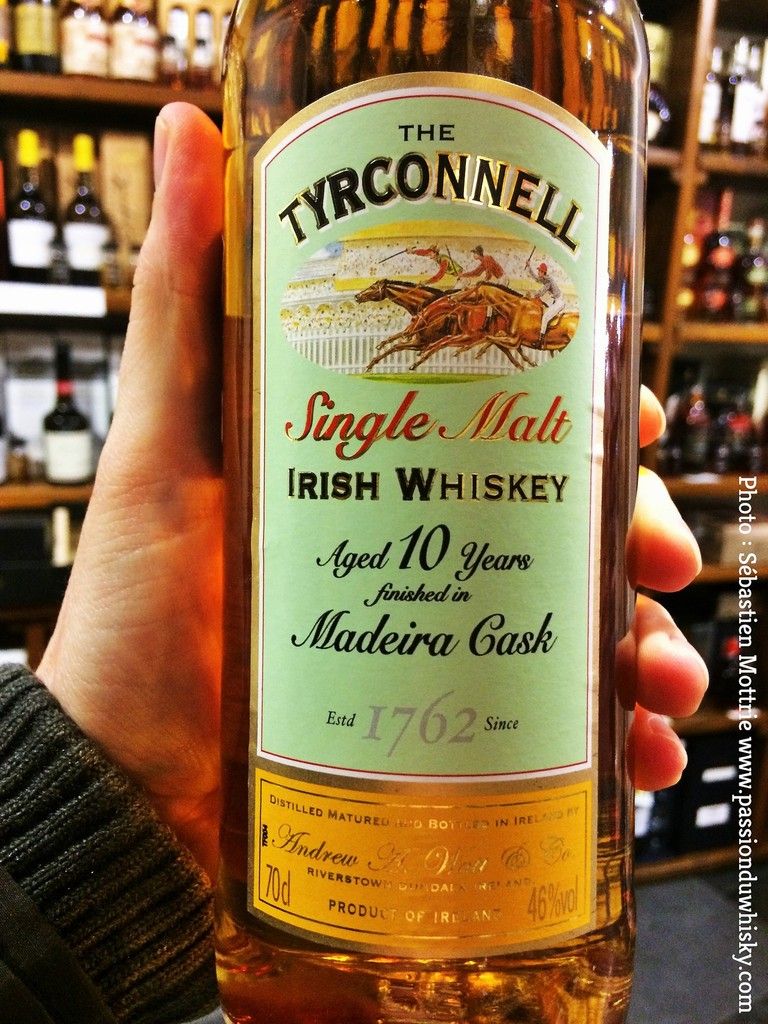 THE
TYRCONNELL
Single Malt
IRISH WHISKEY
Aged 10 Years
finished in
Madeira Cask
Estd 1762 Since
DISTILLED MATURED AND BOTTLED IN IRELAND BY
Andrew A. Watt & Co.
RIVERSTOWN DUNDALK IRELAND
70cl PRODUCT OF IRELAND 46%vol
Photo : Sébastien Mottrie www.passionduwhisky.com